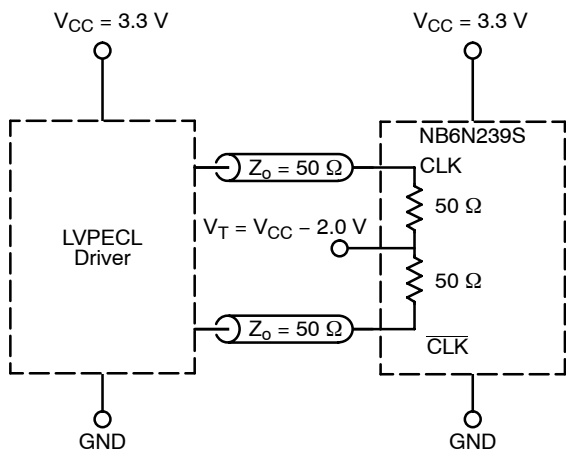 V_CC = 3.3 V
V_CC = 3.3 V
NB6N239S
Z_o = 50 Ω
CLK
50 Ω
V_T = V_CC – 2.0 V
LVPECL
Driver
50 Ω
Z_o = 50 Ω
C̅L̅K̅
GND
GND